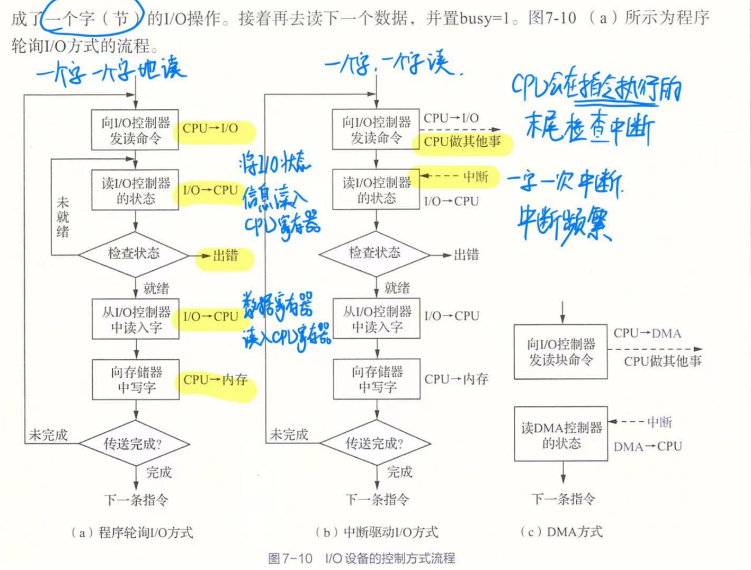 成了一个字（节）的I/O操作。接着再去读下一个数据，并置busy=1。图7-10（a）所示为程序
轮询I/O方式的流程。
一个字一个字地读
向I/O控制器
发读命令
CPU→I/O
读I/O控制器
的状态
I/O→CPU
未
就
绪
将I/O状态
信息读入
CPU寄存器
检查状态
出错
就绪
从I/O控制器
中读入字
I/O→CPU
数据寄存器
读入CPU寄存器
向存储器
中写字
CPU→内存
未完成
传送完成？
完成
下一条指令
（a）程序轮询I/O方式
一个字，一个字读．
向I/O控制器
发读命令
CPU→I/O
CPU做其他事
读I/O控制器
的状态
中断
I/O→CPU
检查状态
出错
就绪
从I/O控制器
中读入字
I/O→CPU
向存储器
中写字
CPU→内存
未完成
传送完成？
完成
下一条指令
（b）中断驱动I/O方式
CPU会在指令执行的
末尾检查中断
一字一次中断．
中断频繁
向I/O控制器
发读块命令
CPU→DMA
CPU做其他事
读DMA控制器
的状态
中断
DMA→CPU
下一条指令
（c）DMA方式
图7-10 I/O设备的控制方式流程